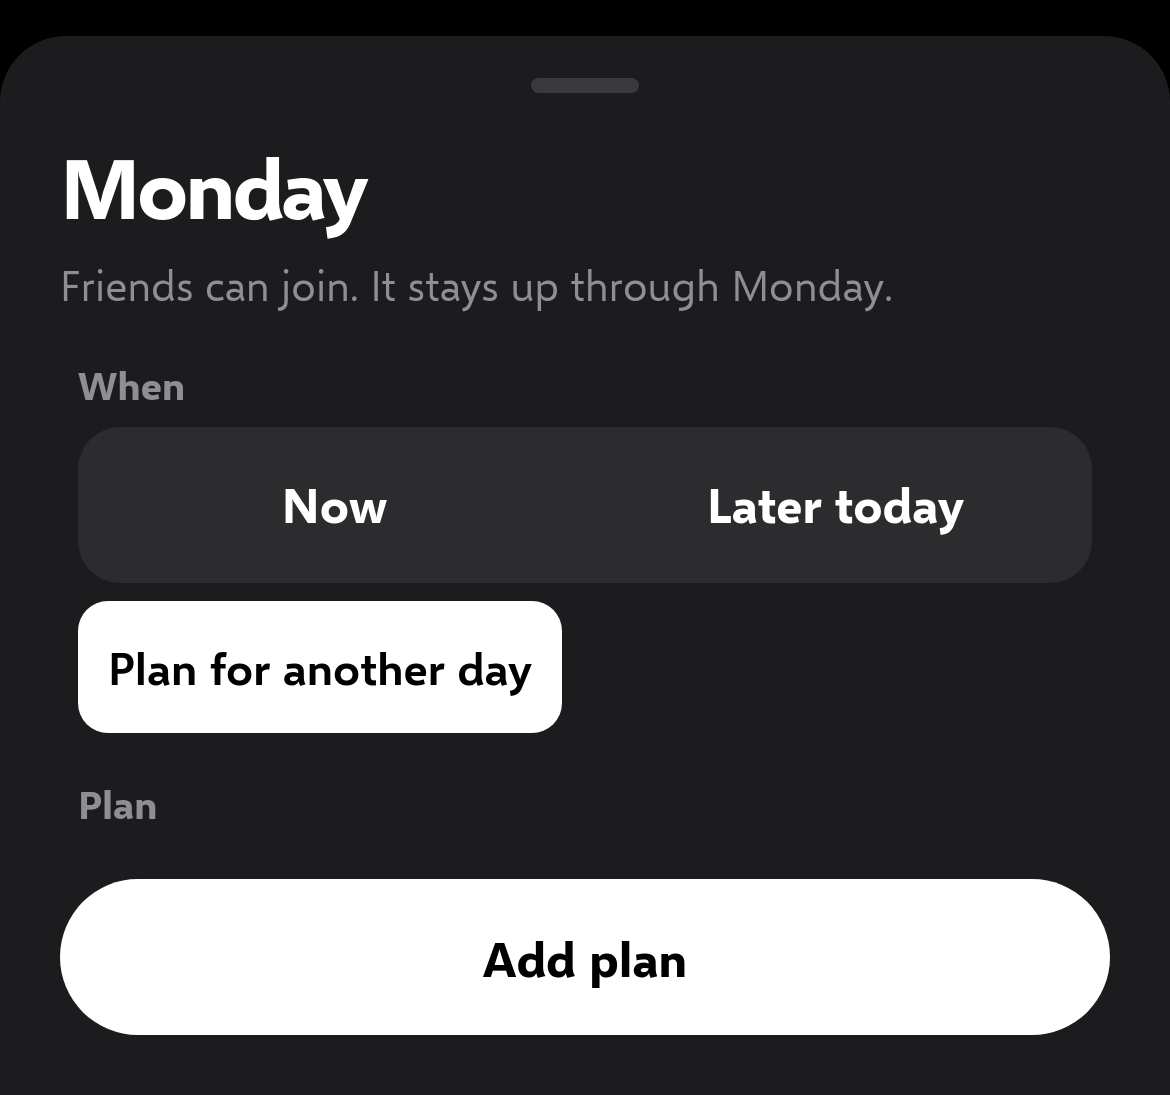 Monday
Friends can join. It stays up through Monday.
When
Now
Later today
Plan for another day
Plan
Add plan